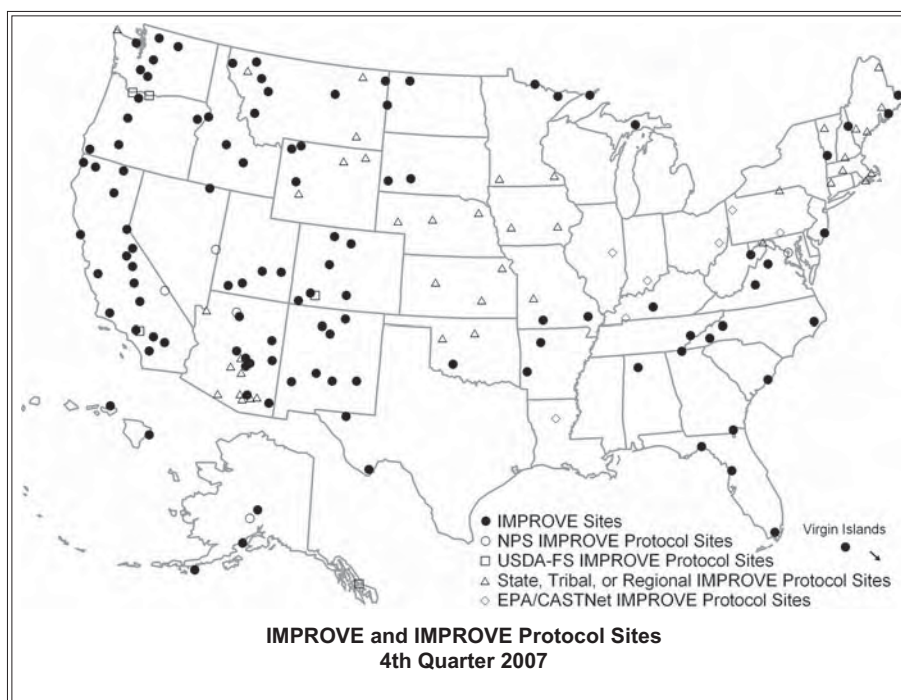 IMPROVE Sites
NPS IMPROVE Protocol Sites
USDA-FS IMPROVE Protocol Sites
State, Tribal, or Regional IMPROVE Protocol Sites
EPA/CASTNet IMPROVE Protocol Sites
Virgin Islands
IMPROVE and IMPROVE Protocol Sites
4th Quarter 2007